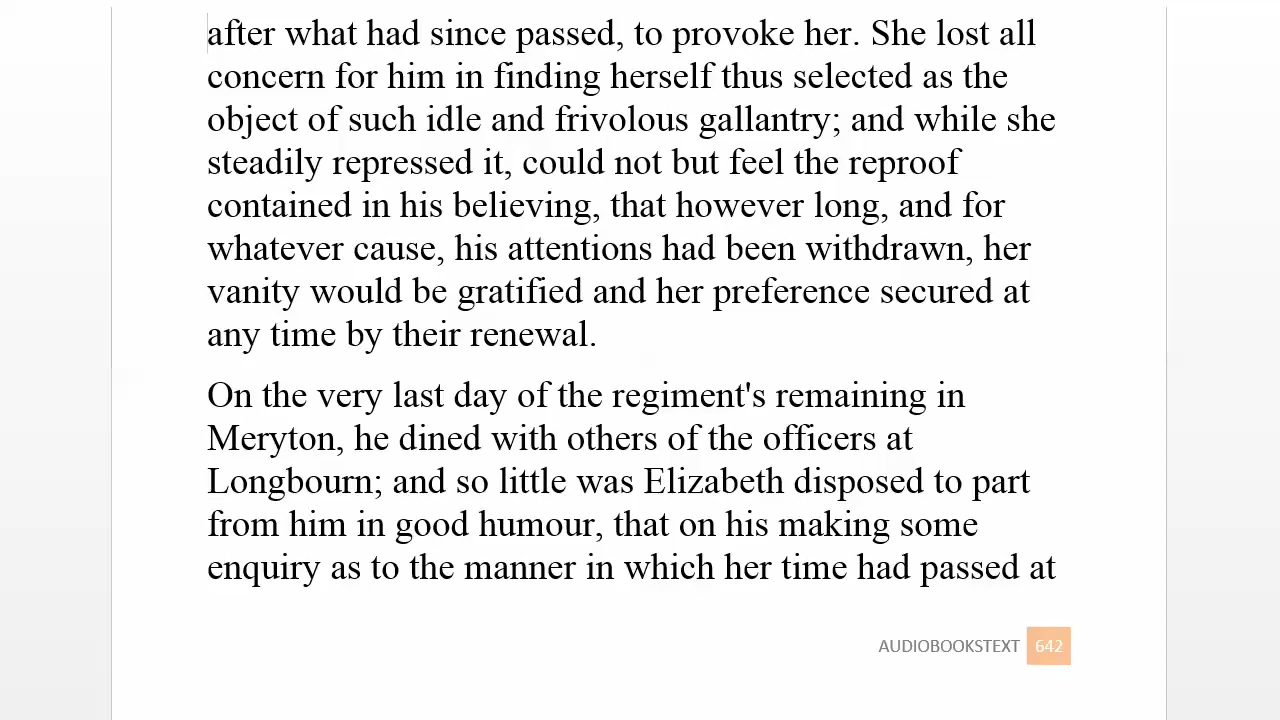 after what had since passed, to provoke her. She lost all
concern for him in finding herself thus selected as the
object of such idle and frivolous gallantry; and while she
steadily repressed it, could not but feel the reproof
contained in his believing, that however long, and for
whatever cause, his attentions had been withdrawn, her
vanity would be gratified and her preference secured at
any time by their renewal.
On the very last day of the regiment's remaining in
Meryton, he dined with others of the officers at
Longbourn; and so little was Elizabeth disposed to part
from him in good humour, that on his making some
enquiry as to the manner in which her time had passed at
AUDIOBOOKSTEXT 642